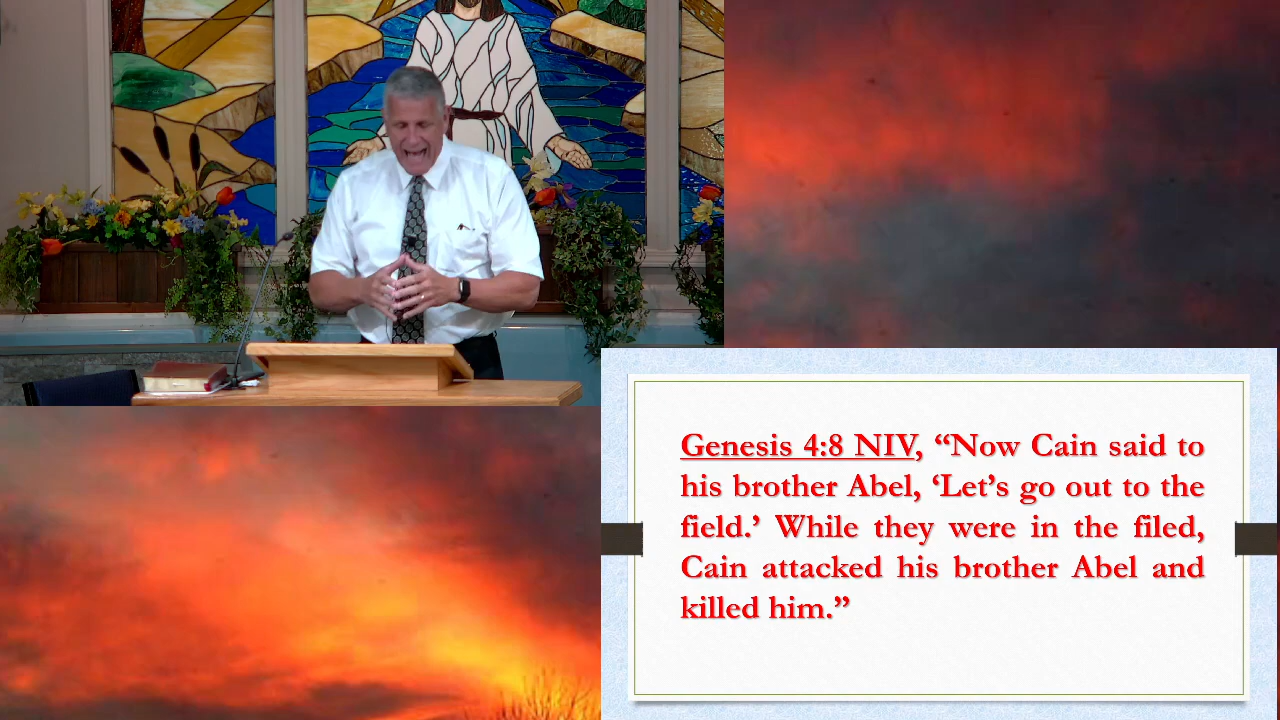 Genesis 4:8 NIV, “Now Cain said to
his brother Abel, ‘Let’s go out to the
field.’ While they were in the filed,
Cain attacked his brother Abel and
killed him.”